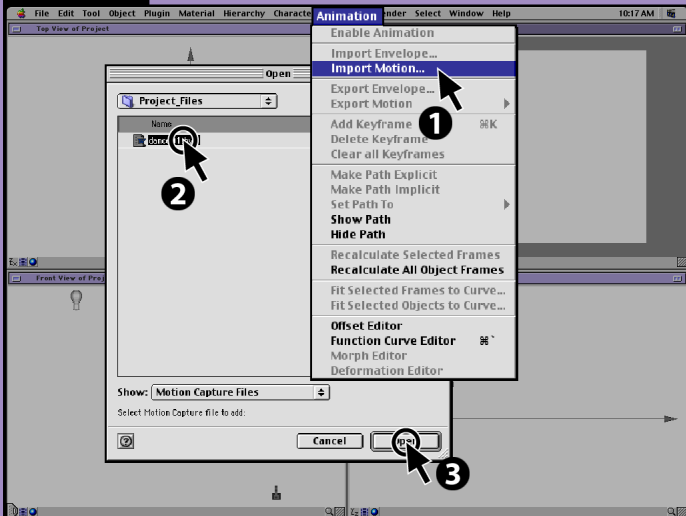 File Edit Tool Object Plugin Material Hierarchy Animation Select Window Help 10:17 AM
Top View of Project
Enable Animation
Import Envelope...
Import Motion...
Export Envelope...
Export Motion
Add Keyframe ⌘K
Delete Keyframe
Clear all Keyframes
Make Path Explicit
Make Path Implicit
Set Path To
Show Path
Hide Path
Recalculate Selected Frames
Recalculate All Object Frames
Fit Selected Frames to Curve...
Fit Selected Objects to Curve...
Offset Editor
Function Curve Editor ⌘`
Morph Editor
Deformation Editor
1
Open
Project_Files
Name
2
Show: Motion Capture Files
Select Motion Capture file to add:
Cancel Open
3
Front View of Proj